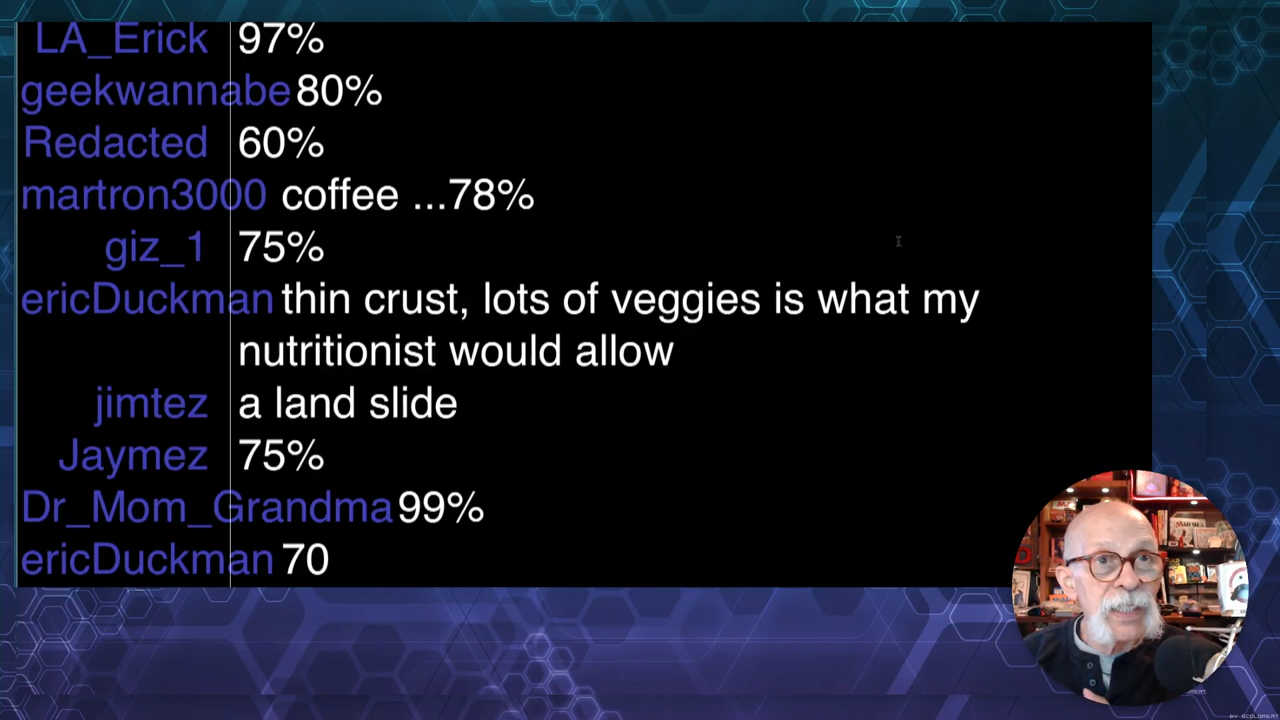 LA_Erick 97%
geekwannabe 80%
Redacted 60%
martron3000 coffee ...78%
giz_1 75%
ericDuckman thin crust, lots of veggies is what my
nutritionist would allow
jimtez a land slide
Jaymez 75%
Dr_Mom_Grandma 99%
ericDuckman 70